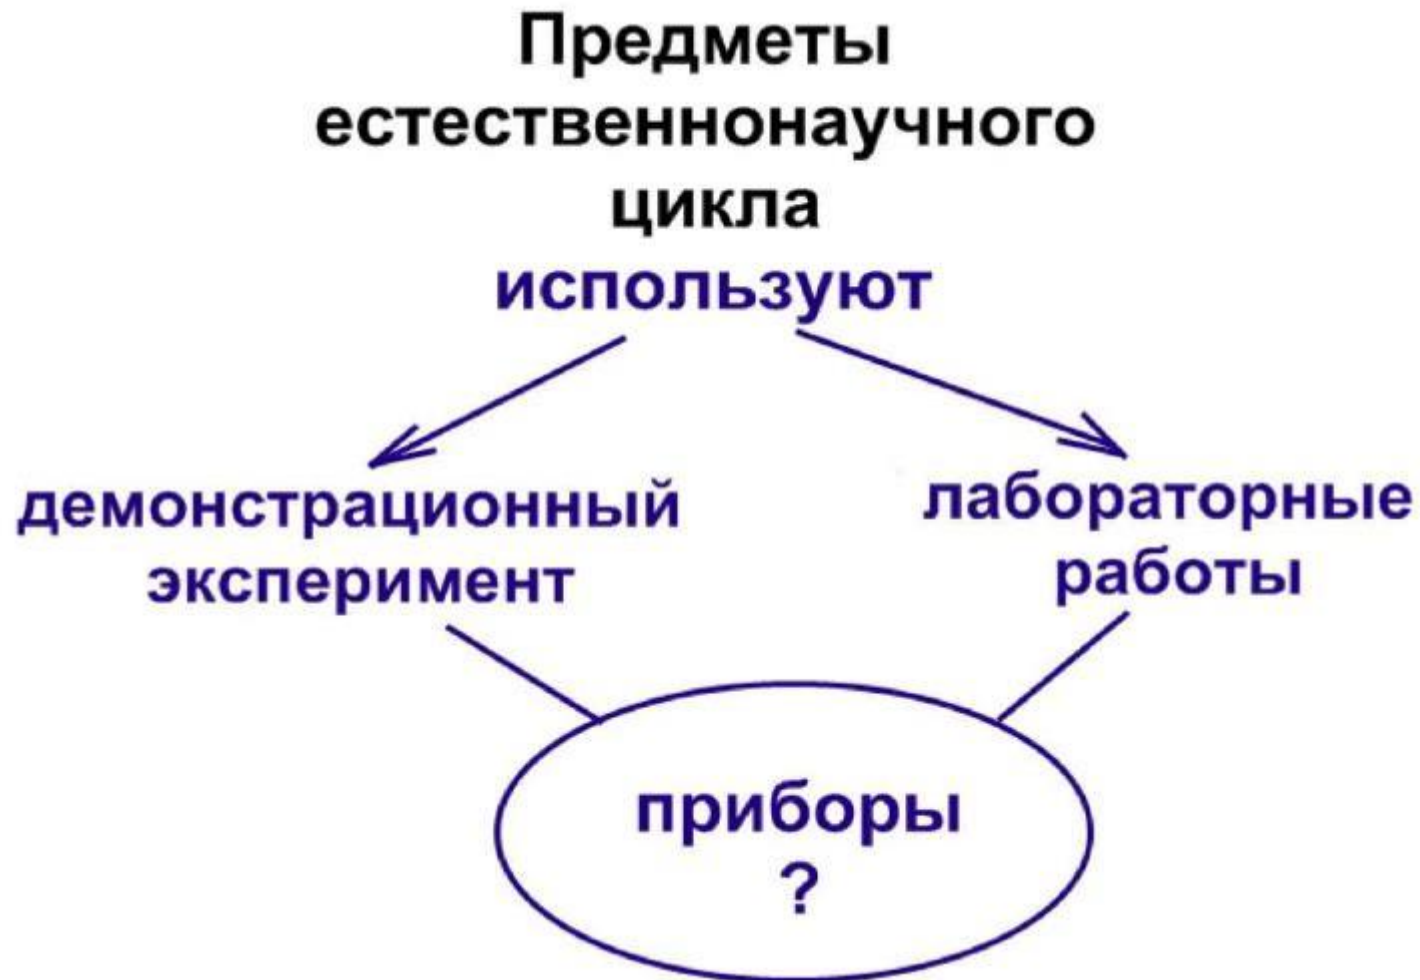 Предметы
естественнонаучного
цикла
используют
демонстрационный
эксперимент
лабораторные
работы
приборы
?